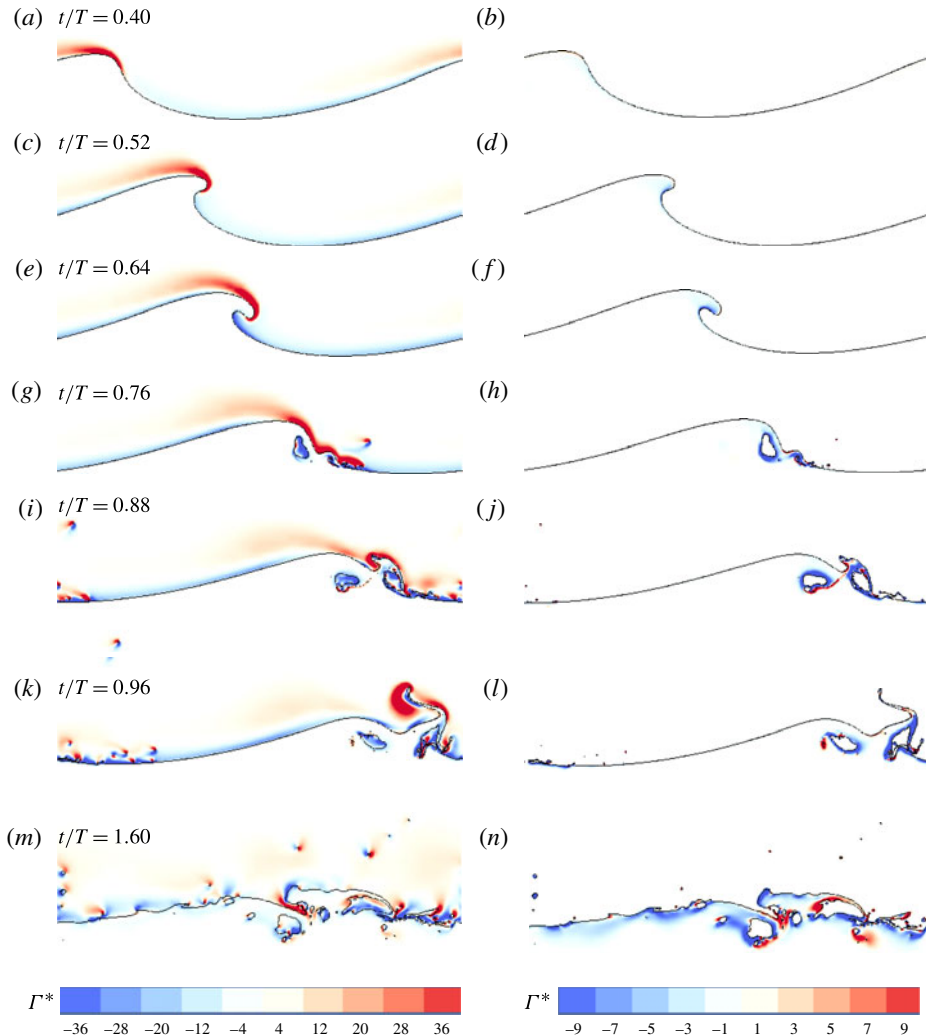 (a) t/T = 0.40 (b)
(c) t/T = 0.52 (d)
(e) t/T = 0.64 (f)
(g) t/T = 0.76 (h)
(i) t/T = 0.88 (j)
(k) t/T = 0.96 (l)
(m) t/T = 1.60 (n)
Γ* Γ*
−36 −28 −20 −12 −4 4 12 20 28 36 −9 −7 −5 −3 −1 1 3 5 7 9